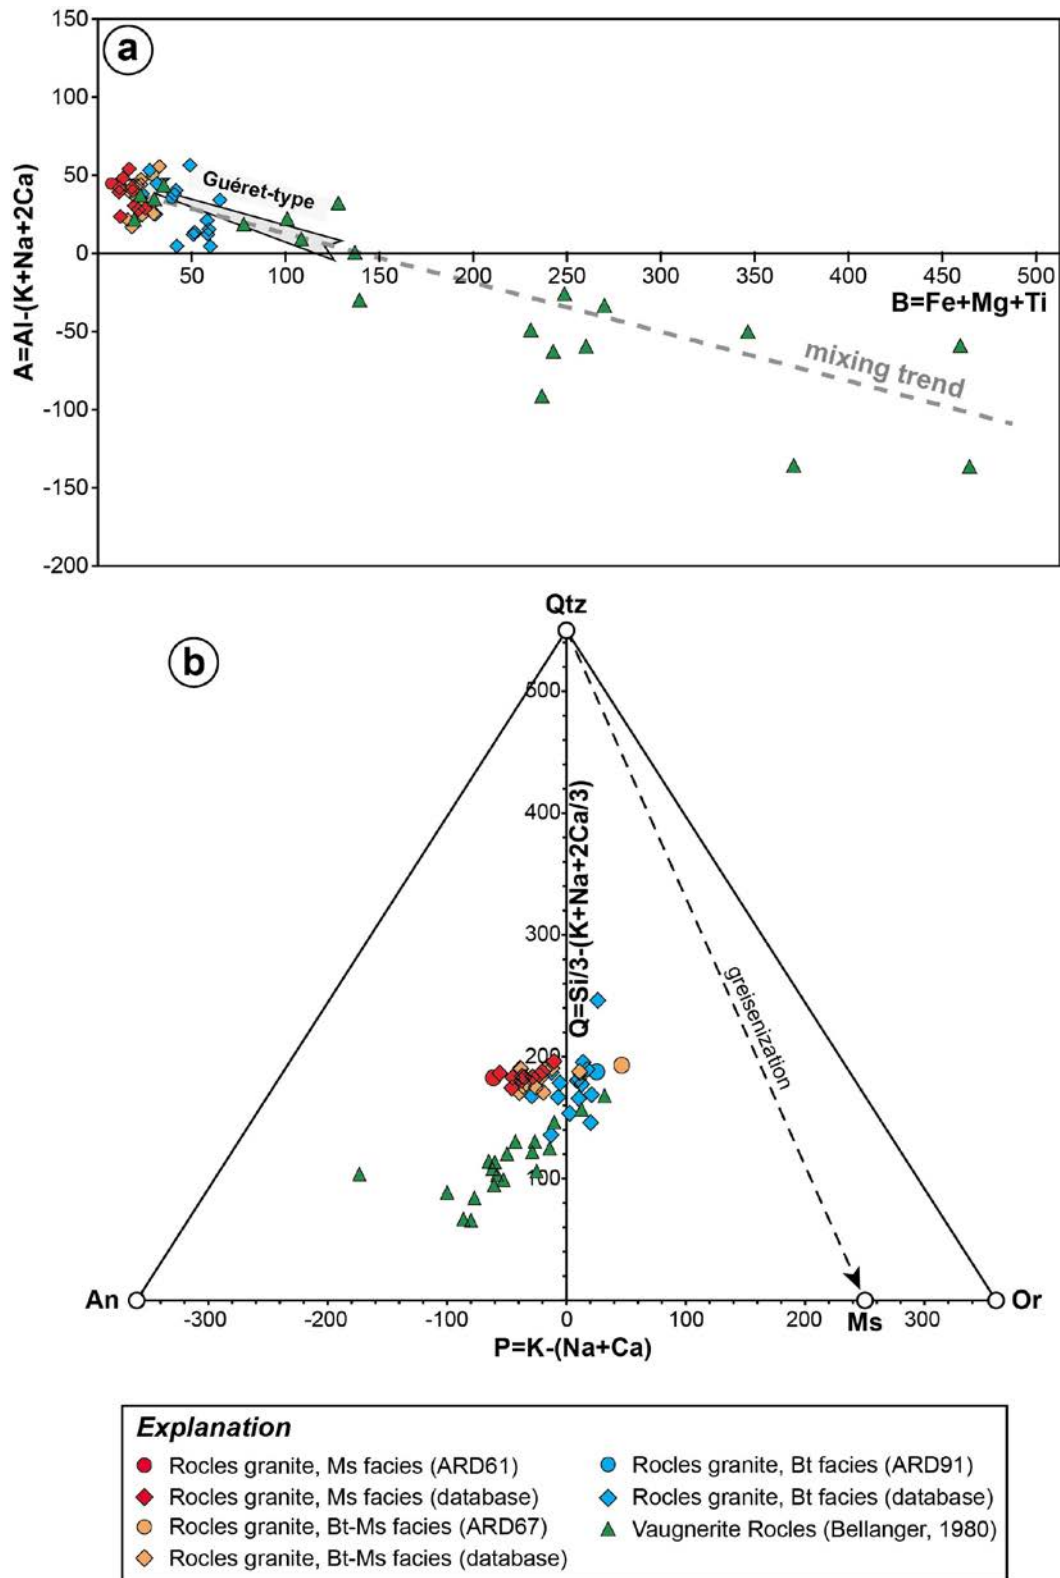 a
150
100
50
0
-50
-100
-150
-200
A=Al-(K+Na+2Ca)
Guéret-type
50 100 150 200 250 300 350 400 450 500
B=Fe+Mg+Ti
mixing trend
b
Qtz
500
400
300
200
100
Q=Si/3-(K+Na+2Ca/3)
greisenization
An
Or
Ms
-300 -200 -100 0 100 200 300
P=K-(Na+Ca)
Explanation
Rocles granite, Ms facies (ARD61)
Rocles granite, Ms facies (database)
Rocles granite, Bt-Ms facies (ARD67)
Rocles granite, Bt-Ms facies (database)
Rocles granite, Bt facies (ARD91)
Rocles granite, Bt facies (database)
Vaugnerite Rocles (Bellanger, 1980)